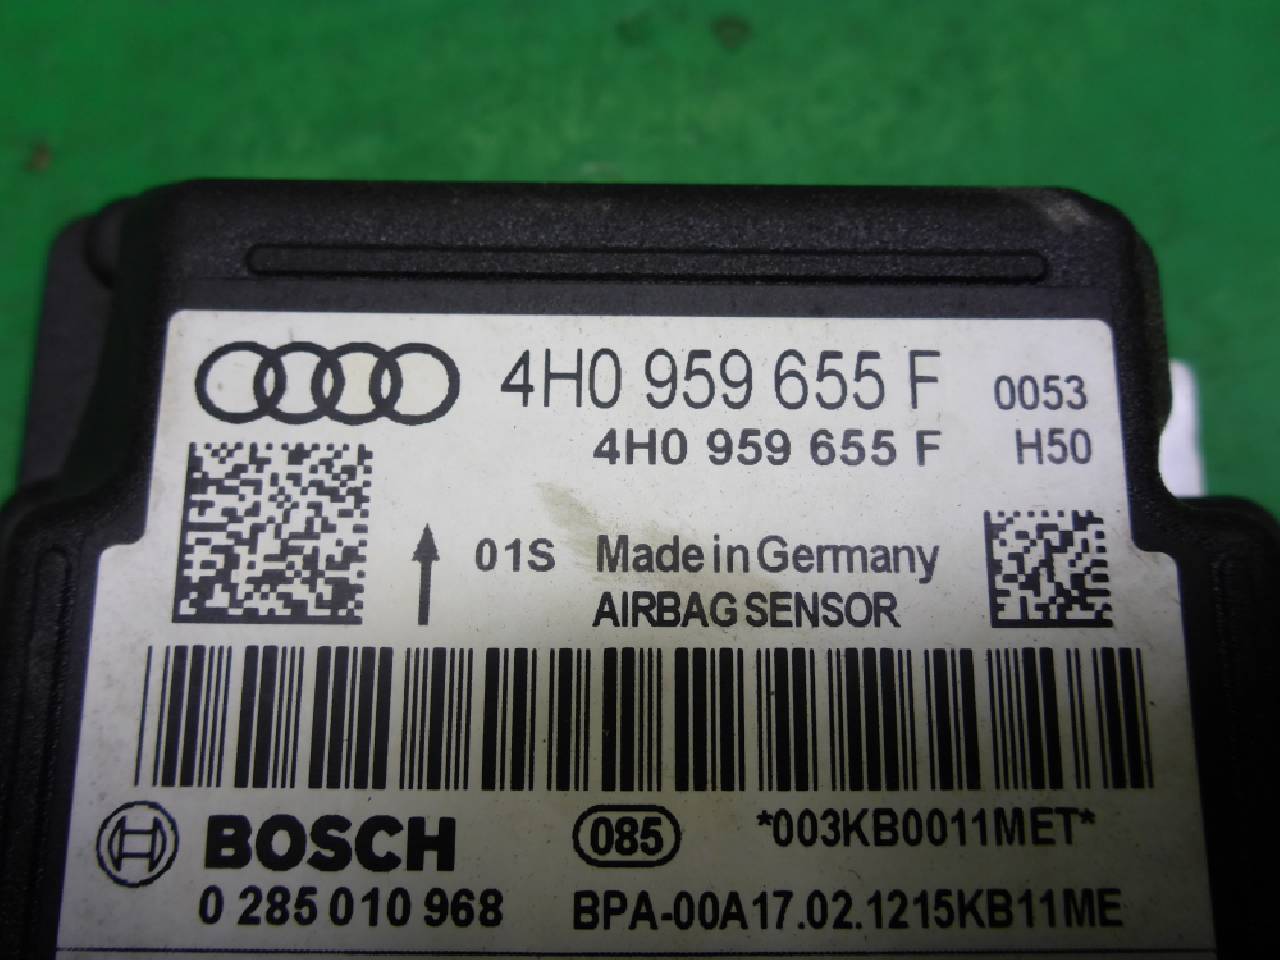 4H0 959 655 F 0053
4H0 959 655 F H50
01S Made in Germany
AIRBAG SENSOR
BOSCH 085 *003KB0011MET*
0 285 010 968 BPA-00A17.02.1215KB11ME